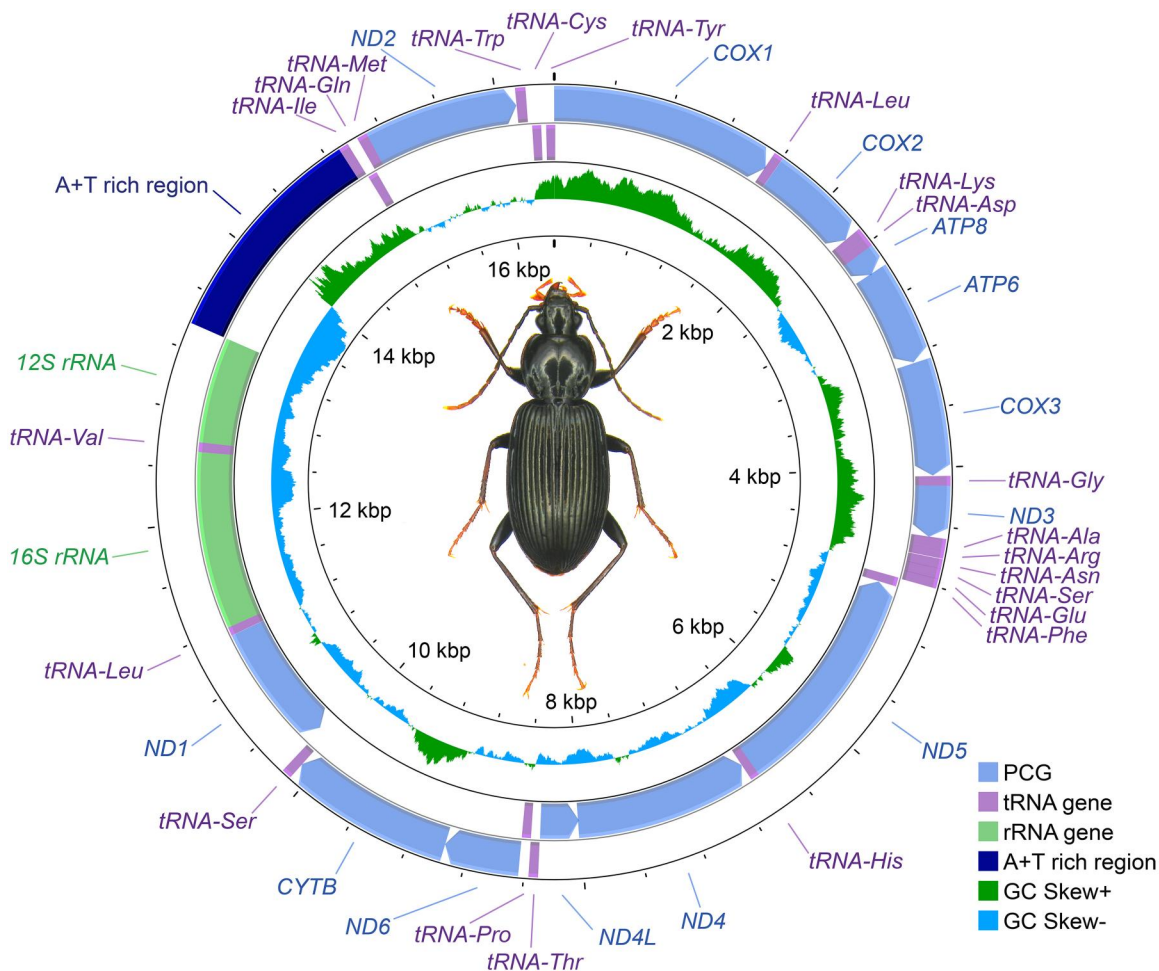 tRNA-Cys
tRNA-Tyr
ND2
tRNA-Trp
COX1
tRNA-Met
tRNA-Gln
tRNA-Ile
tRNA-Leu
COX2
A+T rich region
tRNA-Lys
tRNA-Asp
ATP8
ATP6
16 kbp
2 kbp
14 kbp
12S rRNA
COX3
tRNA-Val
4 kbp
tRNA-Gly
12 kbp
ND3
tRNA-Ala
tRNA-Arg
tRNA-Asn
tRNA-Ser
tRNA-Glu
tRNA-Phe
16S rRNA
6 kbp
10 kbp
tRNA-Leu
8 kbp
ND1
ND5
tRNA-Ser
tRNA-His
CYTB
ND6
tRNA-Pro
tRNA-Thr
ND4L
ND4
PCG
tRNA gene
rRNA gene
A+T rich region
GC Skew+
GC Skew-